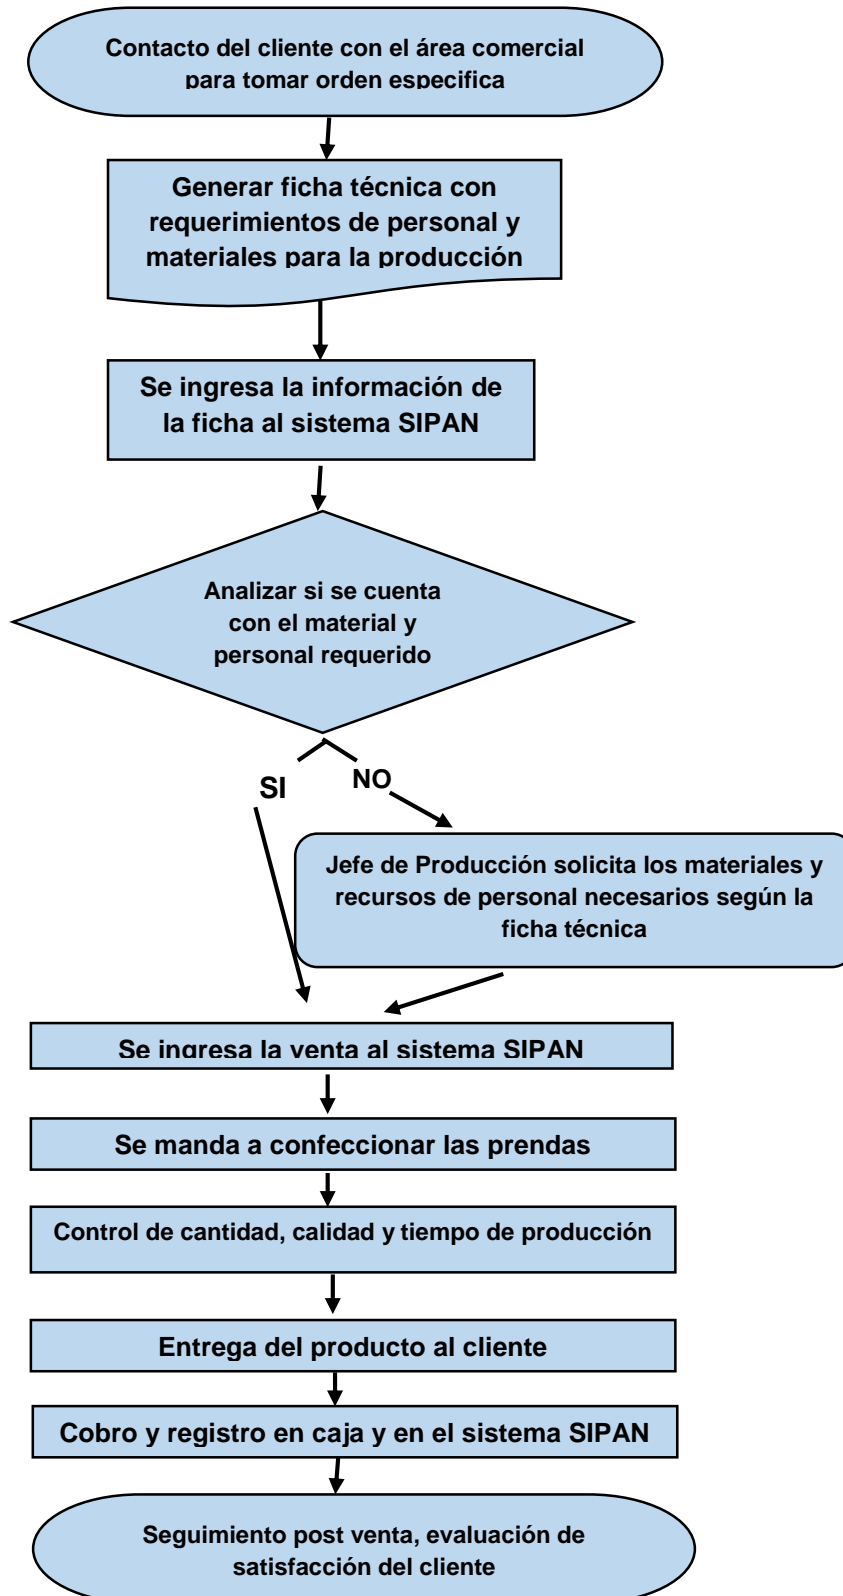 Contacto del cliente con el área comercial
para tomar orden especifica
Generar ficha técnica con
requerimientos de personal y
materiales para la producción
Se ingresa la información de
la ficha al sistema SIPAN
Analizar si se cuenta
con el material y
personal requerido
SI
NO
Jefe de Producción solicita los materiales y
recursos de personal necesarios según la
ficha técnica
Se ingresa la venta al sistema SIPAN
Se manda a confeccionar las prendas
Control de cantidad, calidad y tiempo de producción
Entrega del producto al cliente
Cobro y registro en caja y en el sistema SIPAN
Seguimiento post venta, evaluación de
satisfacción del cliente